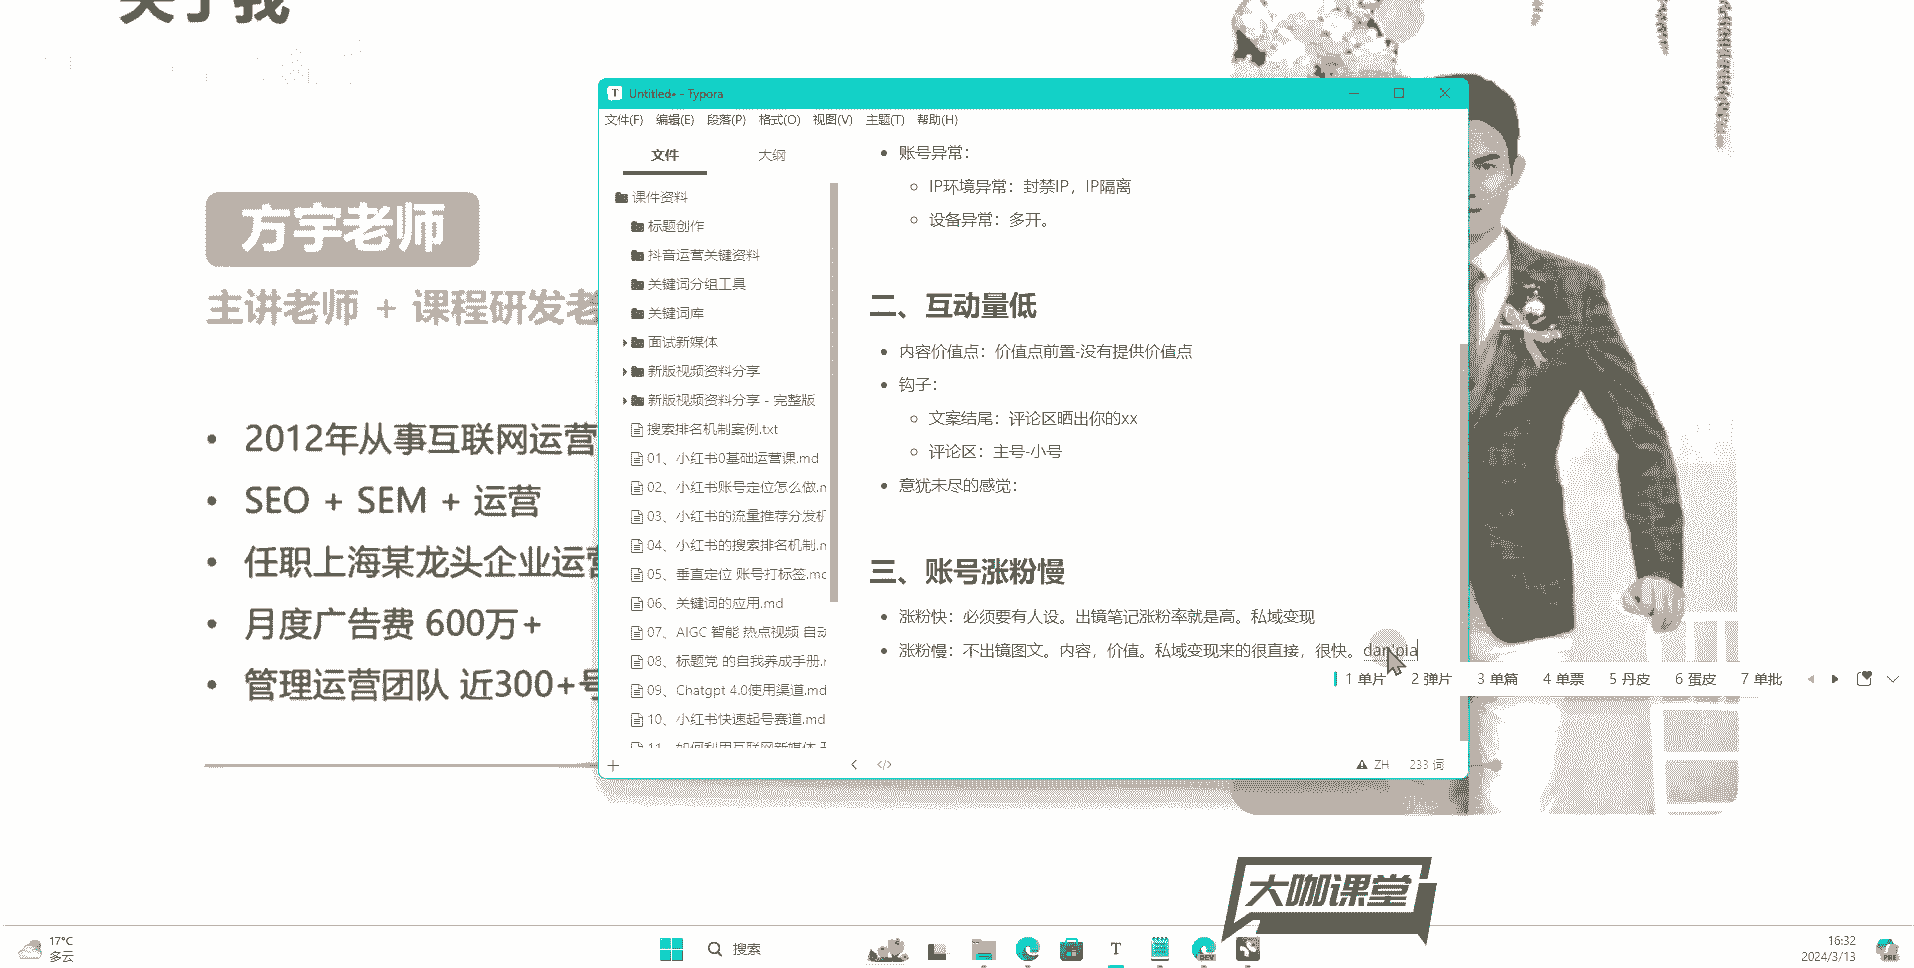 关于我
方宇老师
主讲老师 + 课程研发老
2012年从事互联网运营
SEO + SEM + 运营
任职上海某龙头企业运营
月度广告费 600万+
管理运营团队 近300+号
Untitled• - Typora
文件(F) 编辑(E) 段落(P) 格式(O) 视图(V) 主题(T) 帮助(H)
文件 大纲
课件资料
标题创作
抖音运营关键资料
关键词分组工具
关键词库
面试新媒体
新版视频资料分享
新版视频资料分享 - 完整版
搜索排名机制案例.txt
01、小红书0基础运营课.md
02、小红书账号定位怎么做.m
03、小红书的流量推荐分发机
04、小红书的搜索排名机制.m
05、垂直定位 账号打标签.md
06、关键词的应用.md
07、AIGC 智能 热点视频 自动
08、标题党 的自我养成手册.m
09、Chatgpt 4.0使用渠道.md
10、小红书快速起号赛道.md
11、如何利用互联网新媒体
账号异常：
IP环境异常：封禁IP，IP隔离
设备异常：多开。
二、互动量低
内容价值点：价值点前置-没有提供价值点
钩子：
文案结尾：评论区晒出你的xx
评论区：主号-小号
意犹未尽的感觉：
三、账号涨粉慢
涨粉快：必须要有人设。出镜笔记涨粉率就是高。私域变现
涨粉慢：不出镜图文。内容，价值。私域变现来的很直接，很快。dan'pia
1 单片 2 弹片 3 单篇 4 单票 5 丹皮 6 蛋皮 7 单批
ZH 233 词
大咖课堂
17°C
多云
搜索
DEV
PRE
16:32
2024/3/13